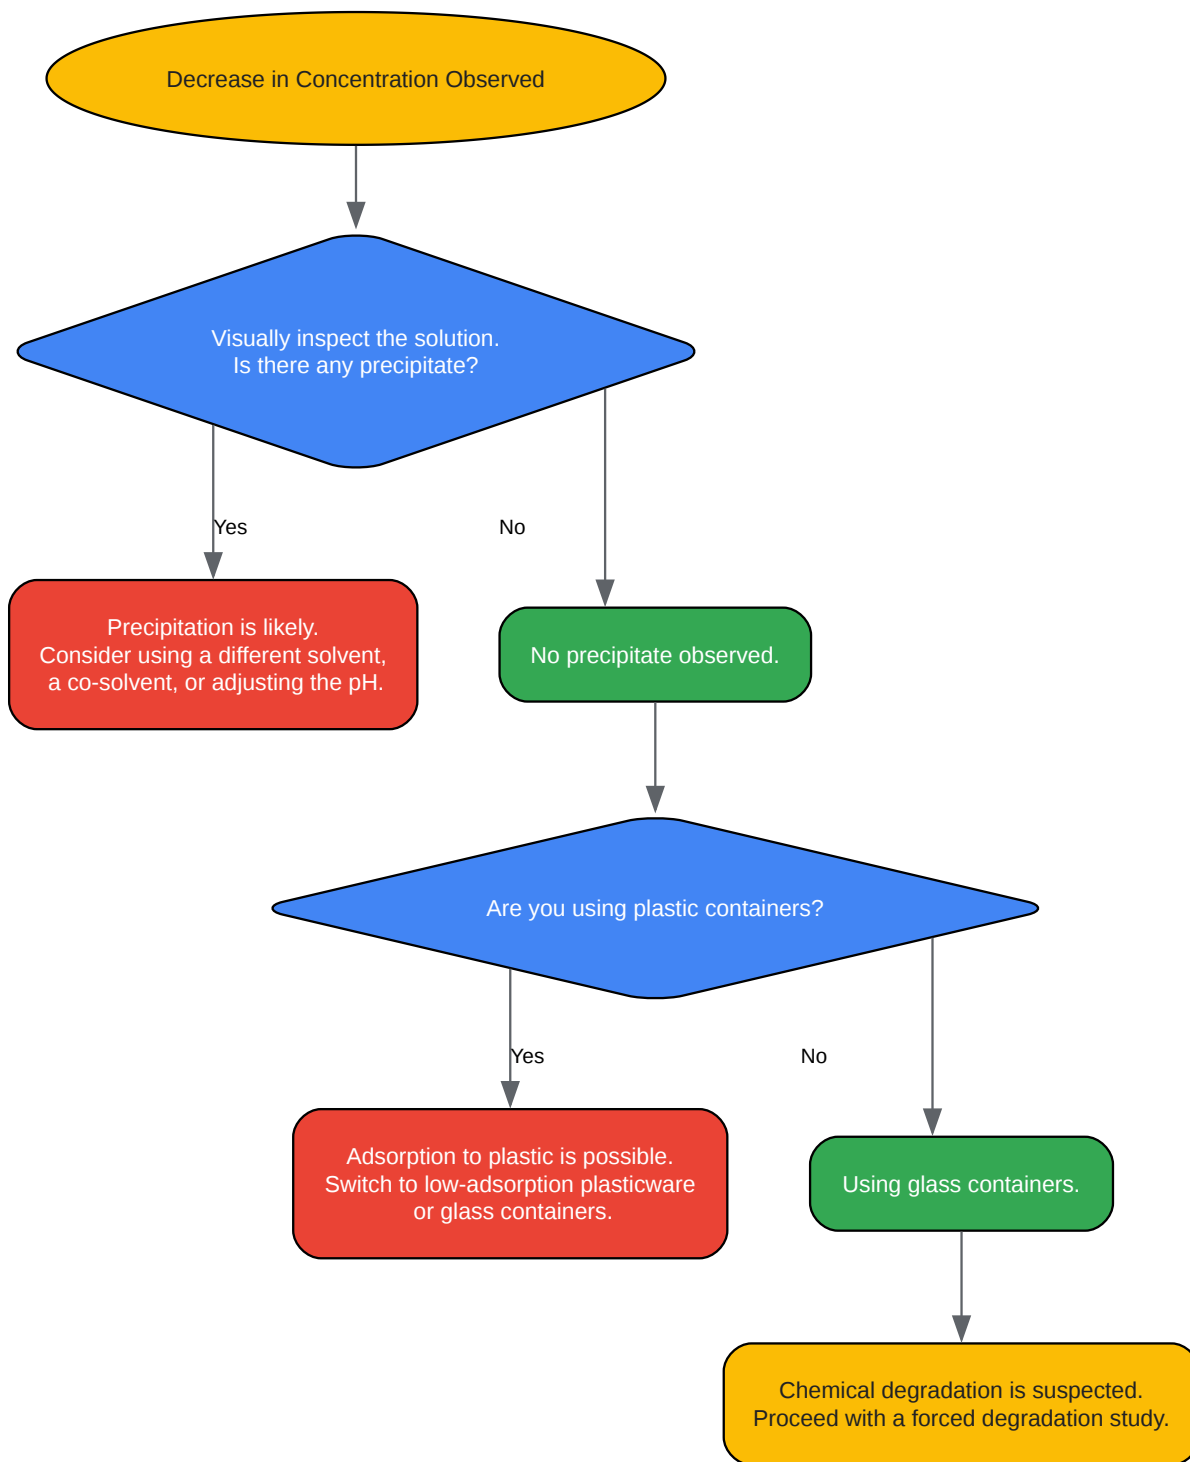 Decrease in Concentration Observed
Visually inspect the solution.
Is there any precipitate?
Yes
No
Precipitation is likely.
Consider using a different solvent,
a co-solvent, or adjusting the pH.
No precipitate observed.
Are you using plastic containers?
Yes
No
Adsorption to plastic is possible.
Switch to low-adsorption plasticware
or glass containers.
Using glass containers.
Chemical degradation is suspected.
Proceed with a forced degradation study.